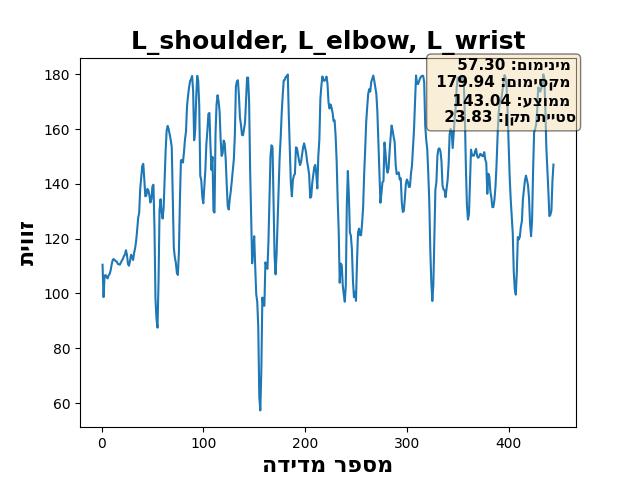 L_shoulder, L_elbow, L_wrist
מינימום: 57.30
מקסימום: 179.94
ממוצע: 143.04
סטיית תקן: 23.83
זווית
180
160
140
120
100
80
60
0 100 200 300 400
מספר מדידה